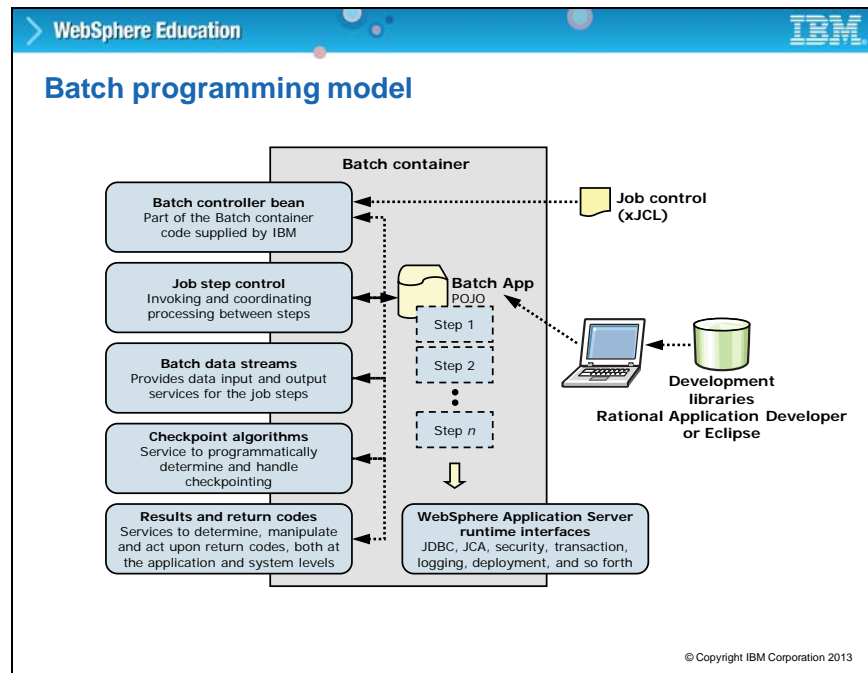 WebSphere Education
IBM
Batch programming model
Batch container
Batch controller bean
Part of the Batch container
code supplied by IBM
Job control
(xJCL)
Job step control
Invoking and coordinating
processing between steps
Batch App
POJO
Step 1
Step 2
Step n
Batch data streams
Provides data input and output
services for the job steps
Development
libraries
Rational Application Developer
or Eclipse
Checkpoint algorithms
Service to programmatically
determine and handle
checkpointing
Results and return codes
Services to determine, manipulate
and act upon return codes, both at
the application and system levels
WebSphere Application Server
runtime interfaces
JDBC, JCA, security, transaction,
logging, deployment, and so forth
© Copyright IBM Corporation 2013